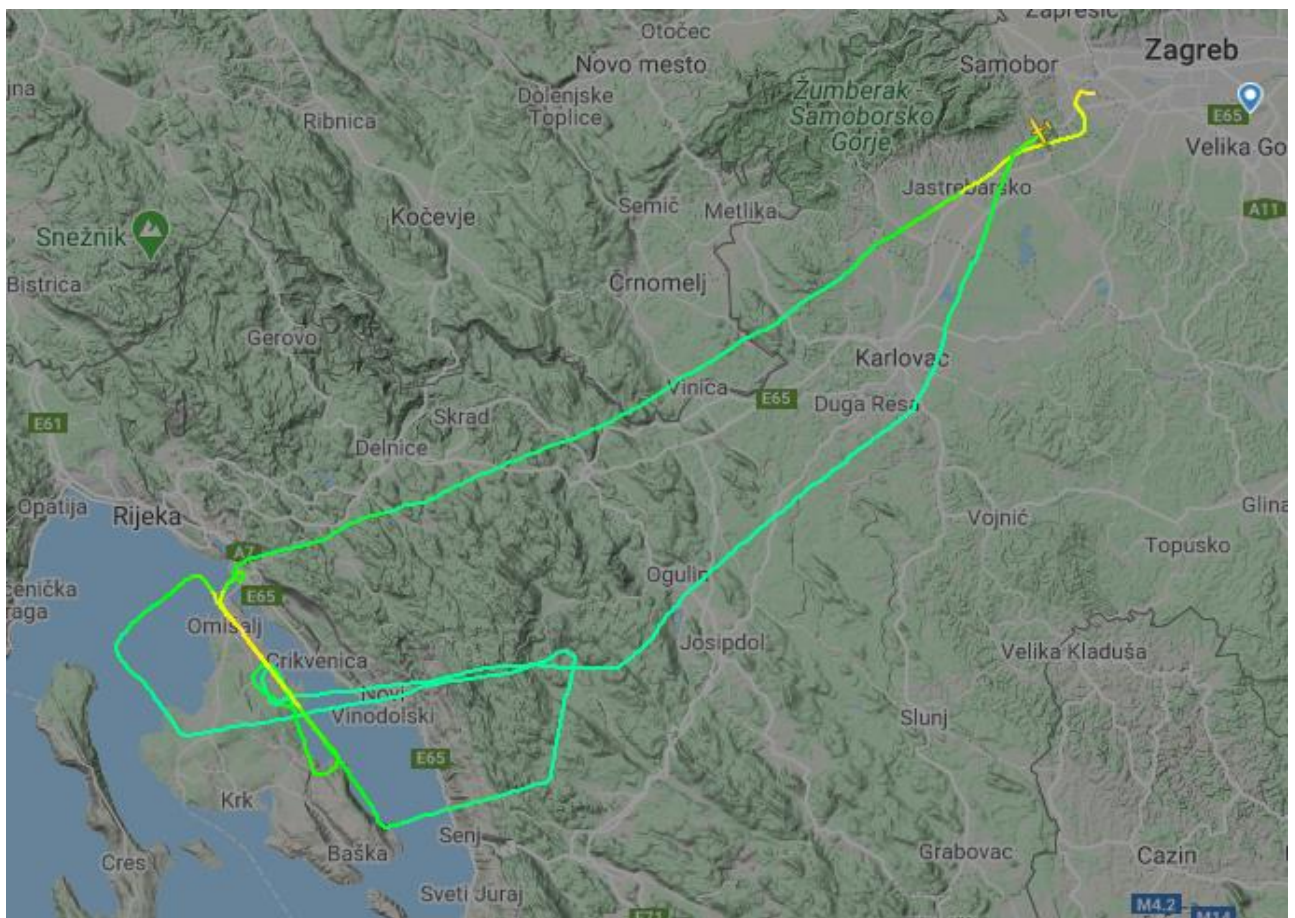 Zaprešić
Otočec
Zagreb
Novo mesto
Samobor
Dolenjske
Toplice
Žumberak -
Samoborsko
Gorje
E65
Ribnica
Velika Go
Jastrebarsko
Semič
Metlika
A11
Kočevje
Snežnik
Bistrica
Črnomelj
Gerovo
Karlovac
Vinica
E65
Duga Resa
E61
Skrad
Delnice
Opatija
Rijeka
Vojnić
Glina
Topusko
A7
Ogulin
E65
Omišalj
Josipdol
Crikvenica
Velika Kladuša
Novi
Vinodolski
Slunj
E65
Krk
Senj
Baška
Cres
Grabovac
Cazin
Sveti Juraj
E71
M4.2